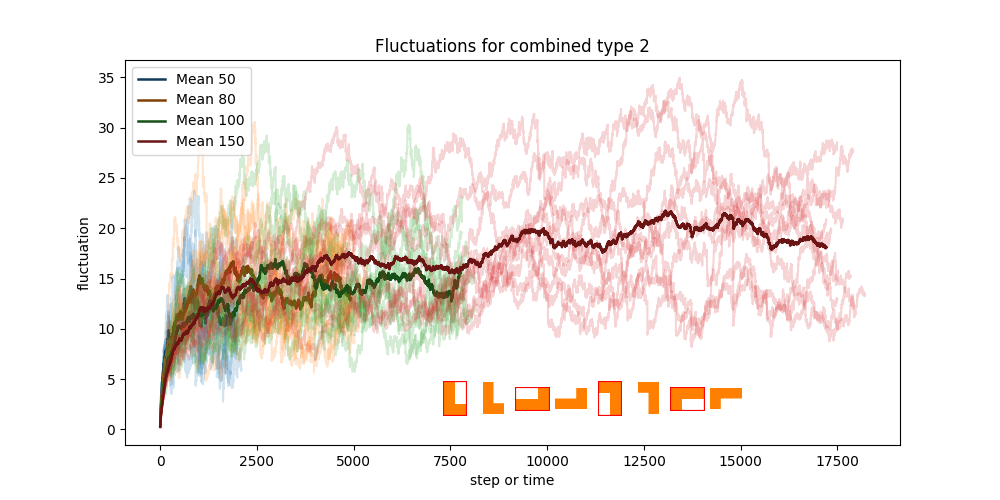 Fluctuations for combined type 2
35
30
25
20
15
10
5
0
fluctuation
Mean 50
Mean 80
Mean 100
Mean 150
0
2500
5000
7500
10000
12500
15000
17500
step or time